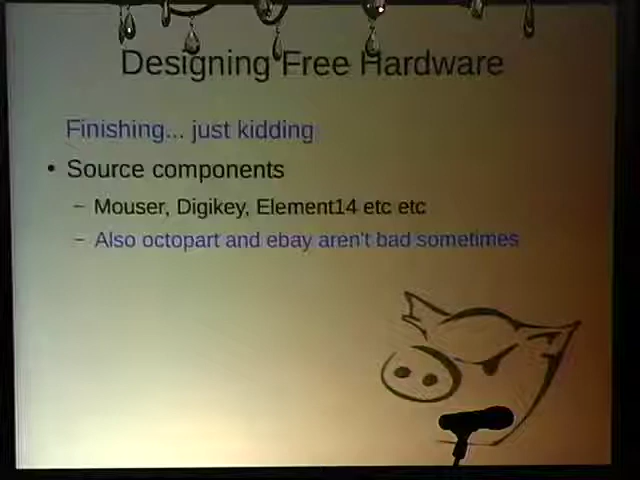 Designing Free Hardware
Finishing... just kidding
• Source components
– Mouser, Digikey, Element14 etc etc
– Also octopart and ebay aren't bad sometimes